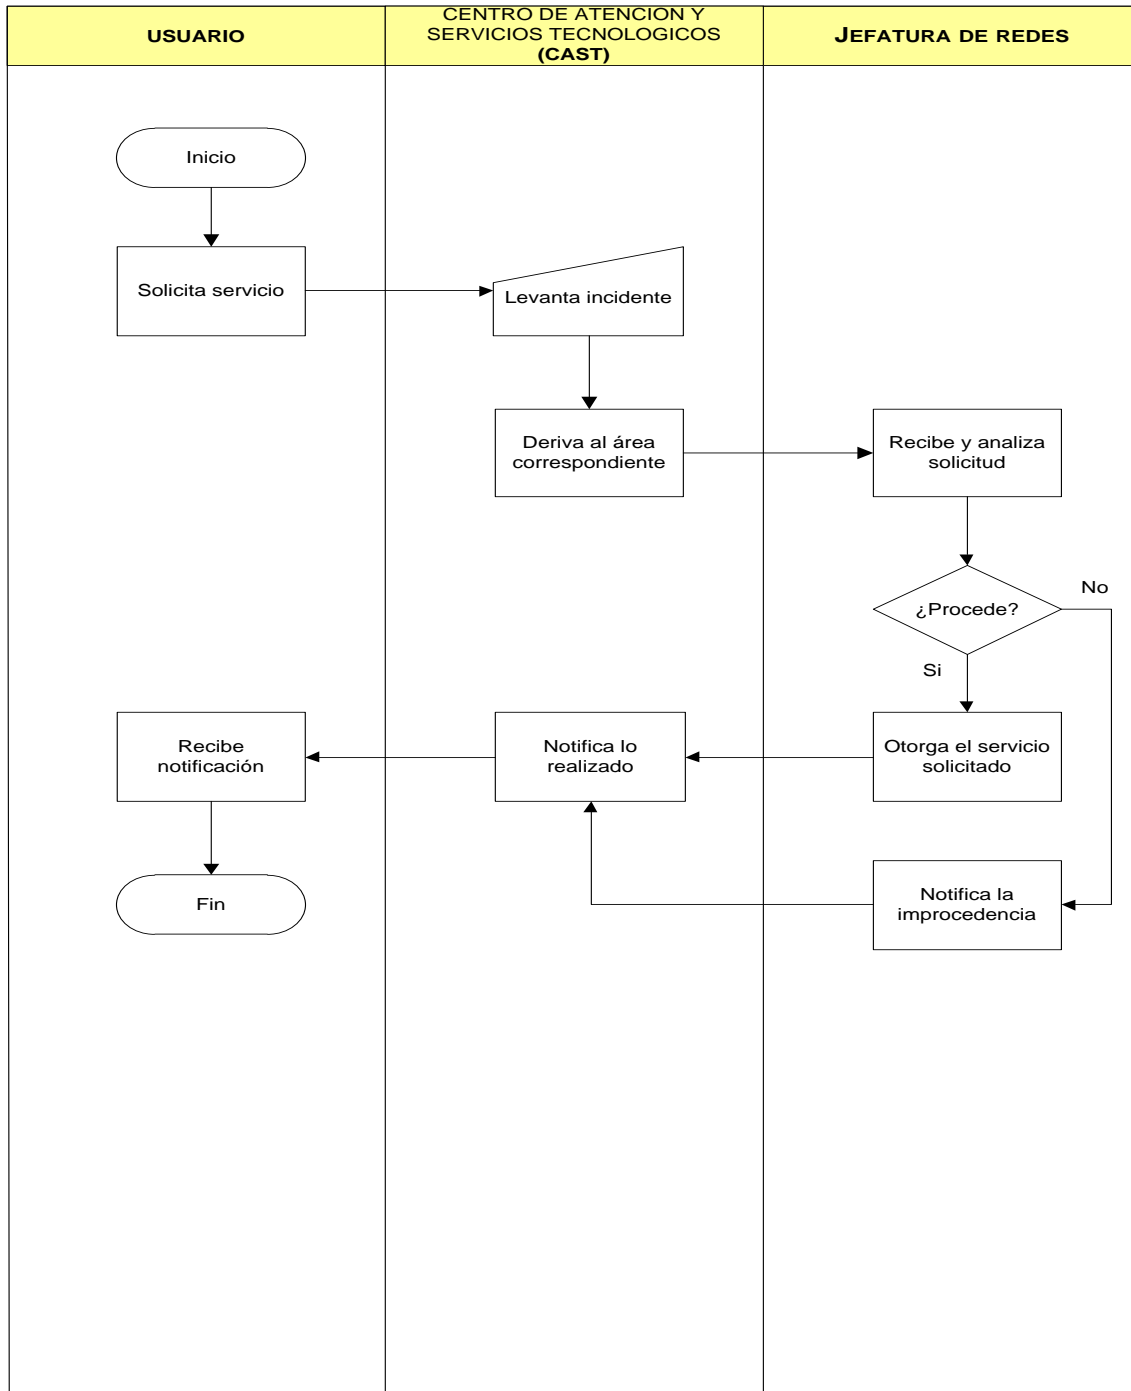 USUARIO
CENTRO DE ATENCION Y
SERVICIOS TECNOLOGICOS
(CAST)
JEFATURA DE REDES
Inicio
Solicita servicio
Levanta incidente
Deriva al área
correspondiente
Recibe y analiza
solicitud
¿Procede?
No
Si
Recibe
notificación
Notifica lo
realizado
Otorga el servicio
solicitado
Fin
Notifica la
improcedencia